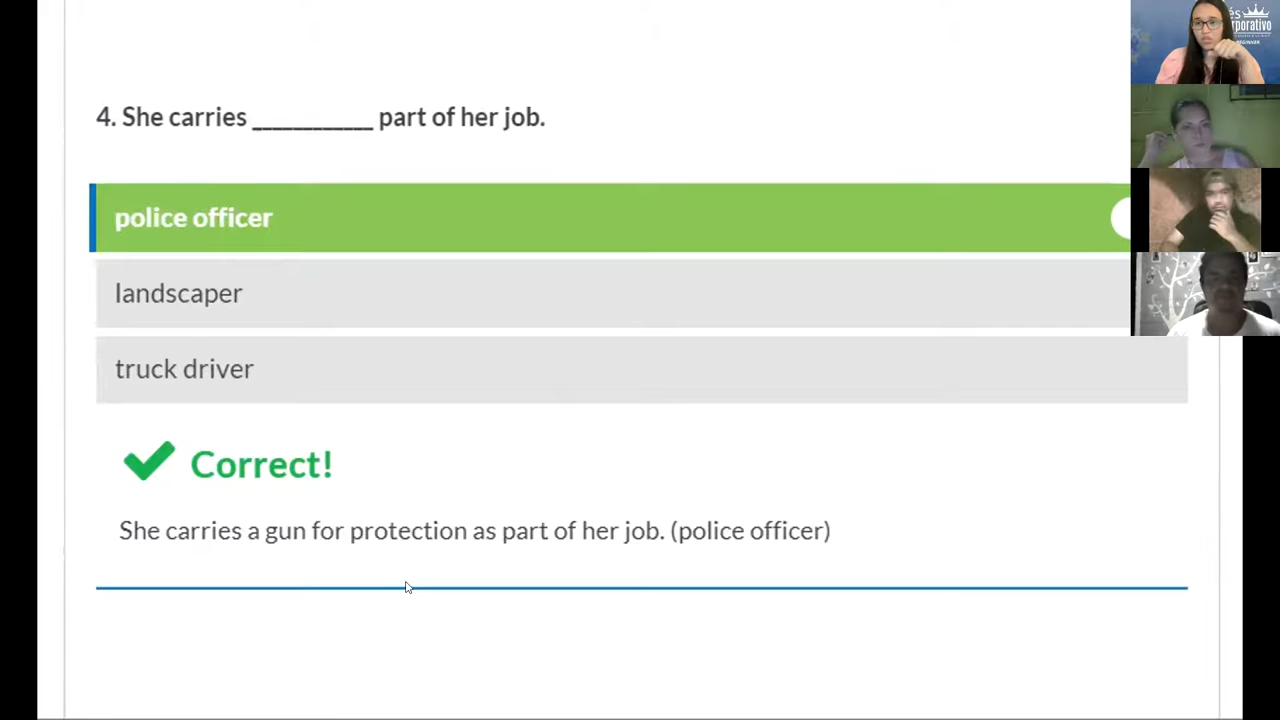 4. She carries ____________ part of her job.
police officer
landscaper
truck driver
Correct!
She carries a gun for protection as part of her job. (police officer)